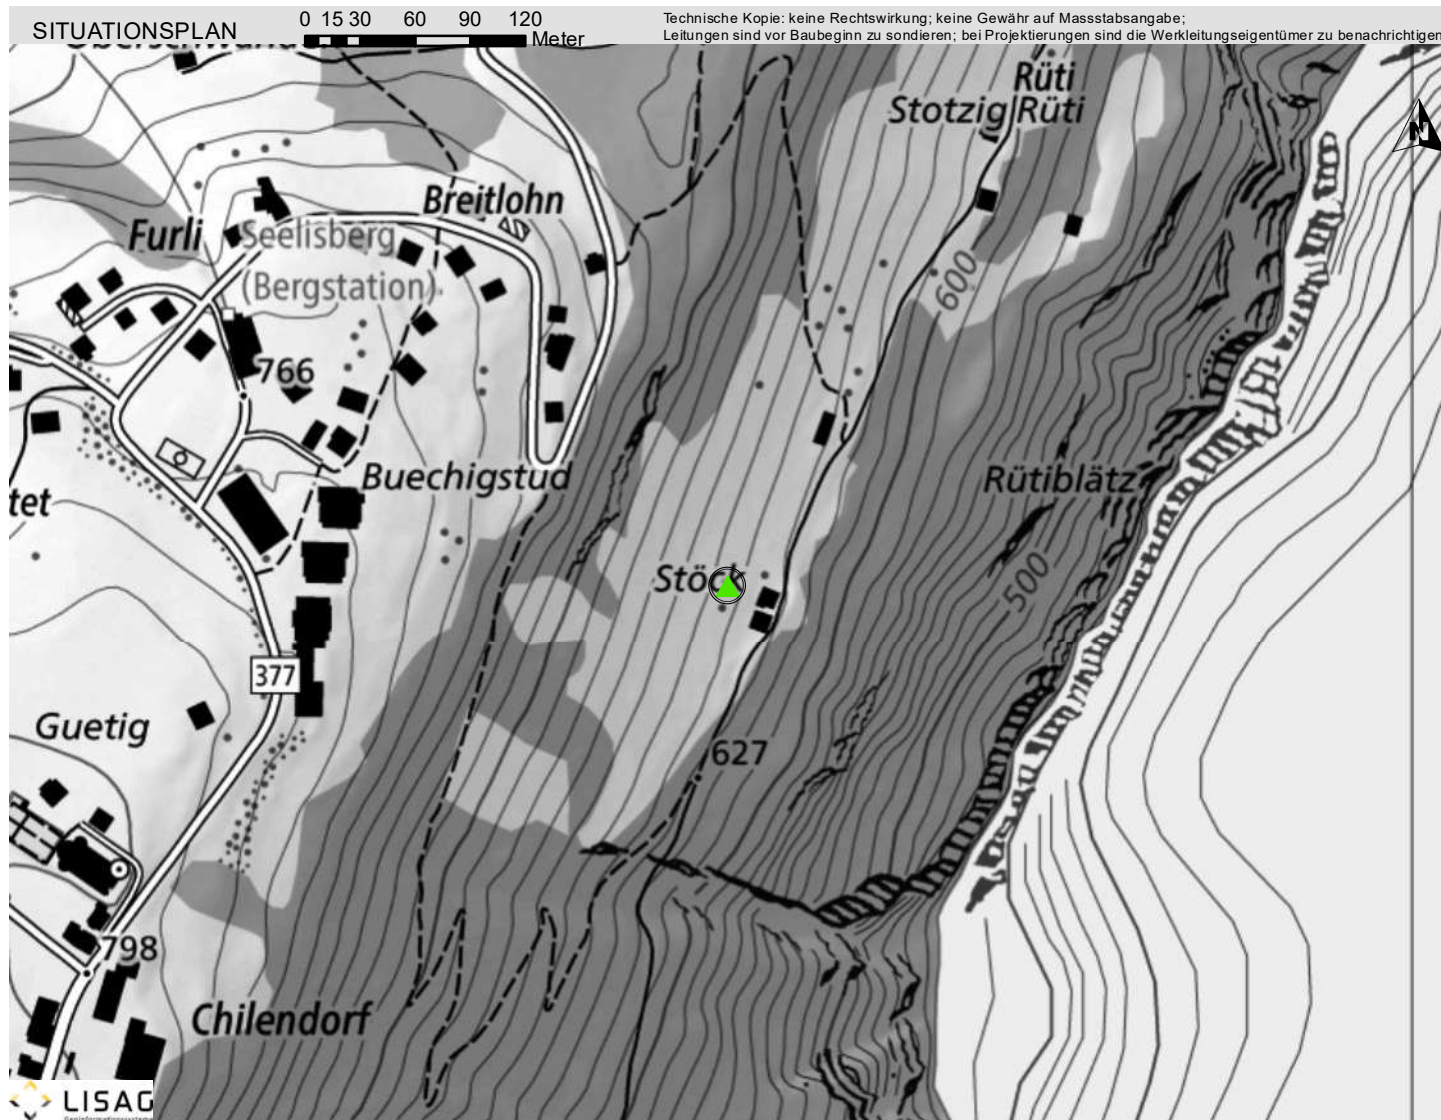 SITUATIONSPLAN
0 15 30 60 90 120
Meter
Technische Kopie: keine Rechtswirkung; keine Gewähr auf Massstabsangabe;
Leitungen sind vor Baubeginn zu sondieren; bei Projektierungen sind die Werkleitungseigentümer zu benachrichtigen
Rüti
Stotzig Rüti
N
Breitlohn
Furli
Seelisberg
(Bergstation)
600
766
Buechigstud
Rütiblätz
tet
Stöck
500
377
Guetig
627
798
Chilendorf
LISAG